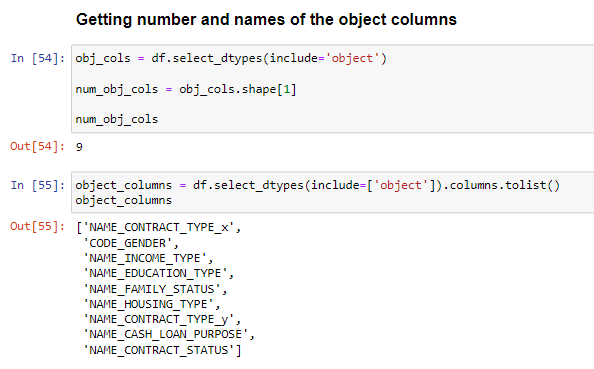 Getting number and names of the object columns
In [54]: obj_cols = df.select_dtypes(include='object')
num_obj_cols = obj_cols.shape[1]
num_obj_cols
Out[54]: 9
In [55]: object_columns = df.select_dtypes(include=['object']).columns.tolist()
object_columns
Out[55]: ['NAME_CONTRACT_TYPE_x',
'CODE_GENDER',
'NAME_INCOME_TYPE',
'NAME_EDUCATION_TYPE',
'NAME_FAMILY_STATUS',
'NAME_HOUSING_TYPE',
'NAME_CONTRACT_TYPE_y',
'NAME_CASH_LOAN_PURPOSE',
'NAME_CONTRACT_STATUS']